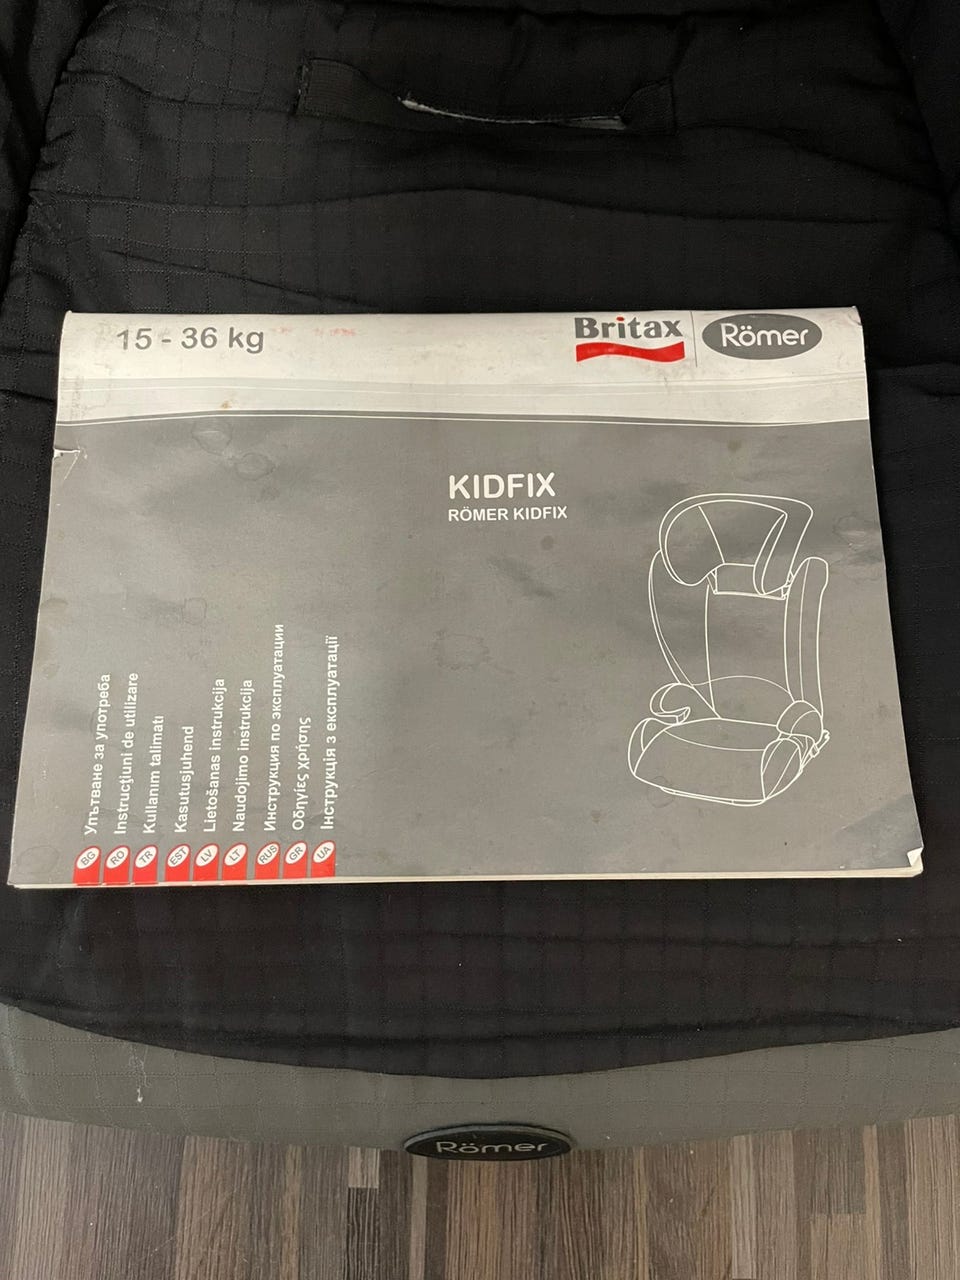 15 - 36 kg
Britax
Römer
KIDFIX
RÖMER KIDFIX
BG Упътване за употреба
RO Instrucţiuni de utilizare
TR Kullanım talimatı
EST Kasutusjuhend
LV Lietošanas instrukcija
LT Naudojimo instrukcija
RUS Инструкция по эксплуатации
GR Οδηγίες χρήσης
UA Інструкція з експлуатації
Römer